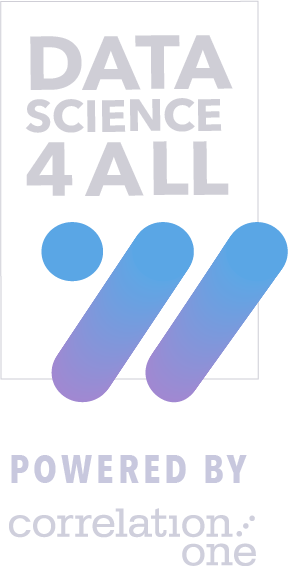 DATA
SCIENCE
4 ALL
POWERED BY
correlation
one